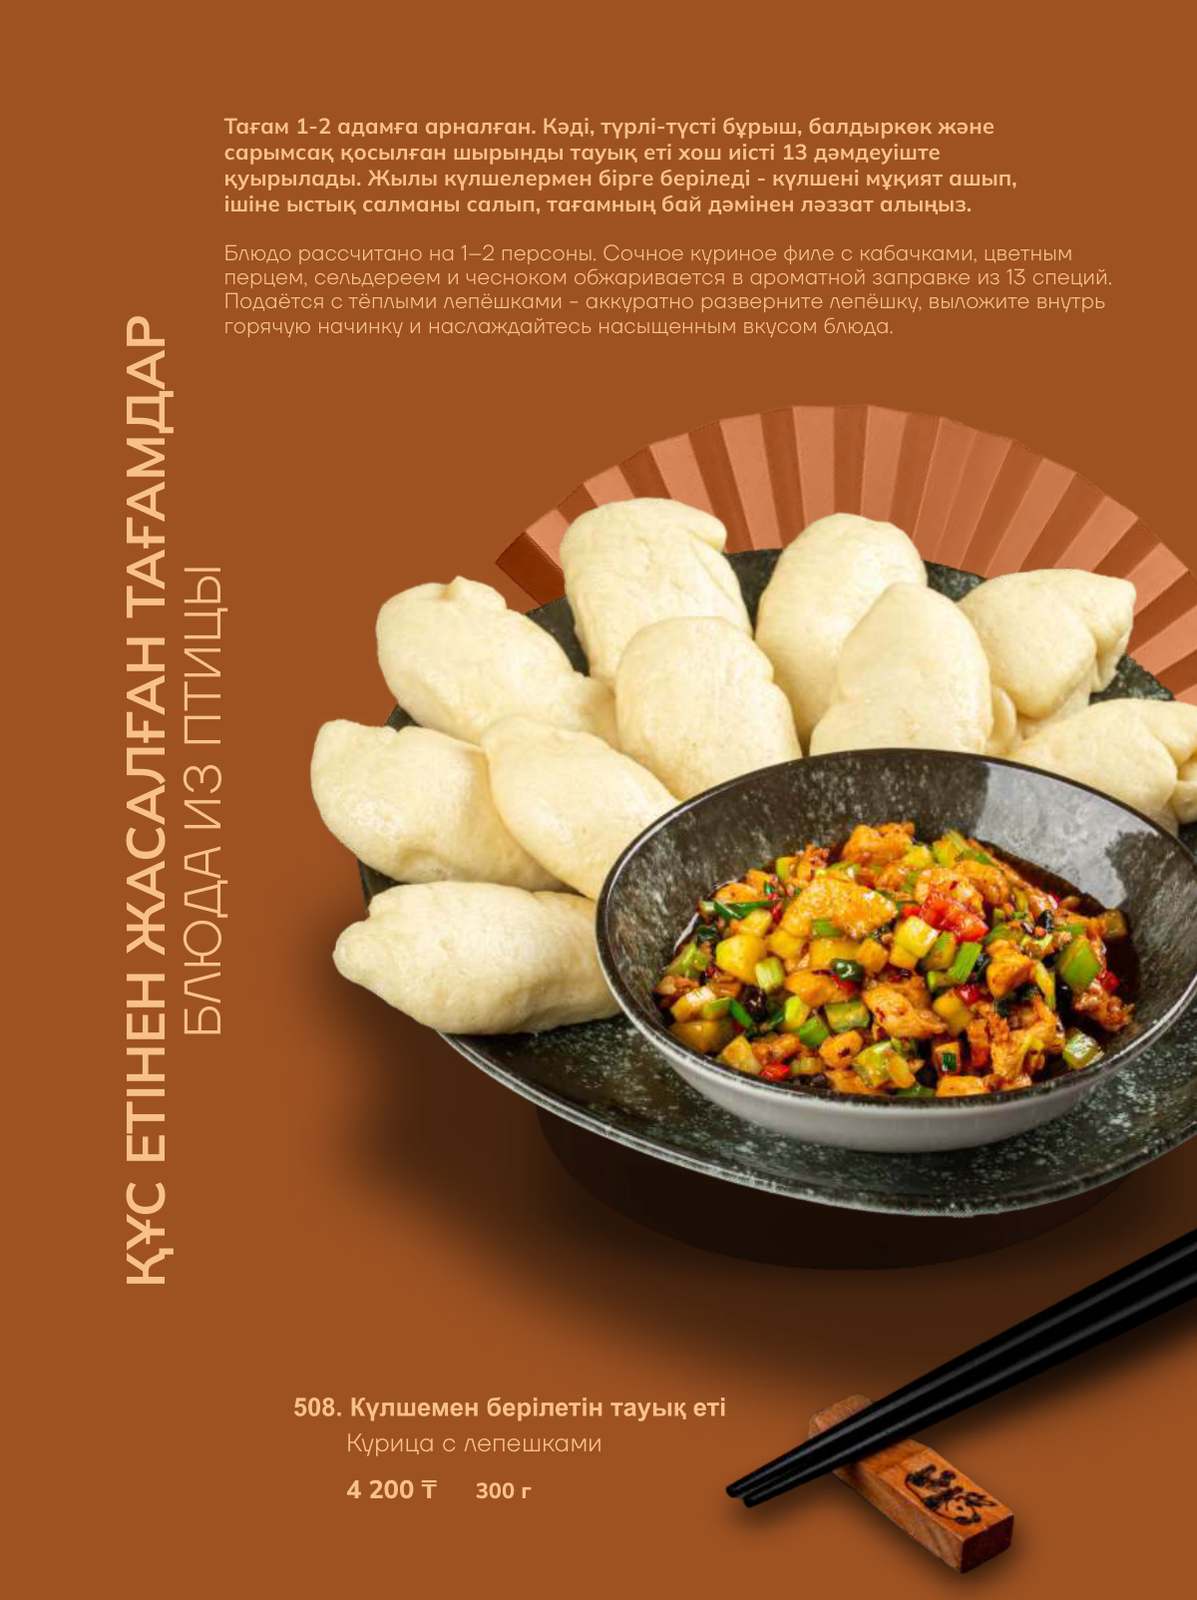 Тағам 1-2 адамға арналған. Кәді, түрлі-түсті бұрыш, балдыркөк және
сарымсақ қосылған шырынды тауық еті хош иісті 13 дәмдеуіште
қуырылады. Жылы күлшелермен бірге беріледі - күлшені мұқият ашып,
ішіне ыстық салманы салып, тағамның бай дәмінен ләззат алыңыз.
Блюдо рассчитано на 1–2 персоны. Сочное куриное филе с кабачками, цветным
перцем, сельдереем и чесноком обжаривается в ароматной заправке из 13 специй.
Подаётся с тёплыми лепёшками – аккуратно разверните лепёшку, выложите внутрь
горячую начинку и наслаждайтесь насыщенным вкусом блюда.
ҚҰС ЕТІНЕН ЖАСАЛҒАН ТАҒАМДАР
БЛЮДА ИЗ ПТИЦЫ
508. Күлшемен берілетін тауық еті
Курица с лепешками
4 200 ₸ 300 г